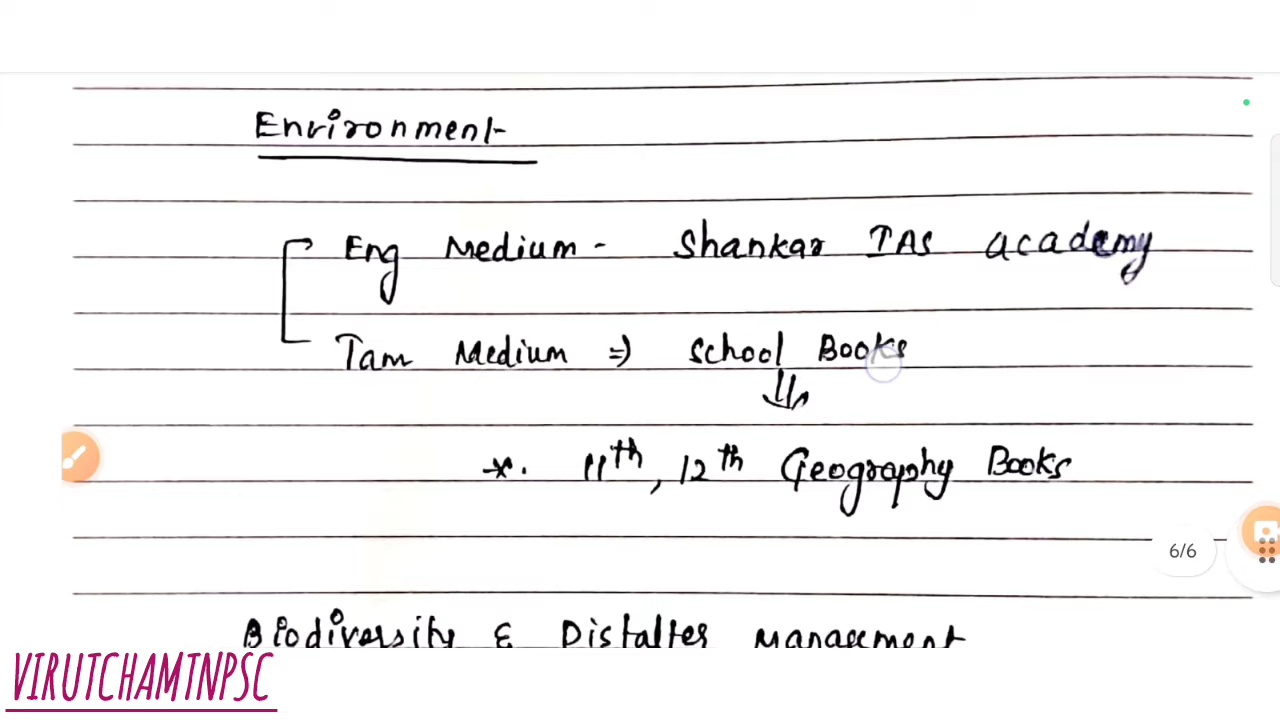 Environment
Eng Medium - Shankar IAS academy
Tam Medium => School Books
*. 11th, 12th Geography Books
6/6
Biodiversity & Distalter Management
VIRUTCHAMTNPSC